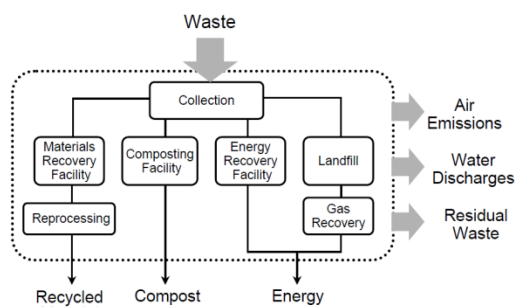 Waste
Collection
Materials
Recovery
Facility
Composting
Facility
Energy
Recovery
Facility
Landfill
Reprocessing
Gas
Recovery
Air
Emissions
Water
Discharges
Residual
Waste
Recycled
Compost
Energy